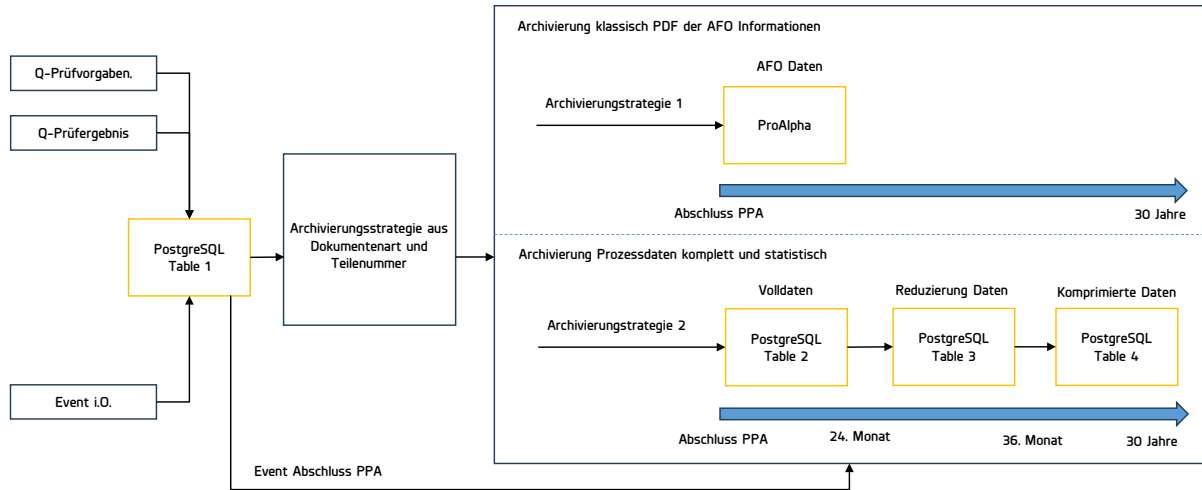 Q-Prüfvorgaben.
Q-Prüfergebnis
PostgreSQL
Table 1
Event i.O.
Event Abschluss PPA
Archivierungsstrategie aus
Dokumentenart und
Teilenummer
Archivierung klassisch PDF der AFO Informationen
AFO Daten
Archivierungstrategie 1
ProAlpha
Abschluss PPA
30 Jahre
Archivierung Prozessdaten komplett und statistisch
Volldaten
Reduzierung Daten
Komprimierte Daten
Archivierungstrategie 2
PostgreSQL
Table 2
PostgreSQL
Table 3
PostgreSQL
Table 4
Abschluss PPA
24. Monat
36. Monat
30 Jahre